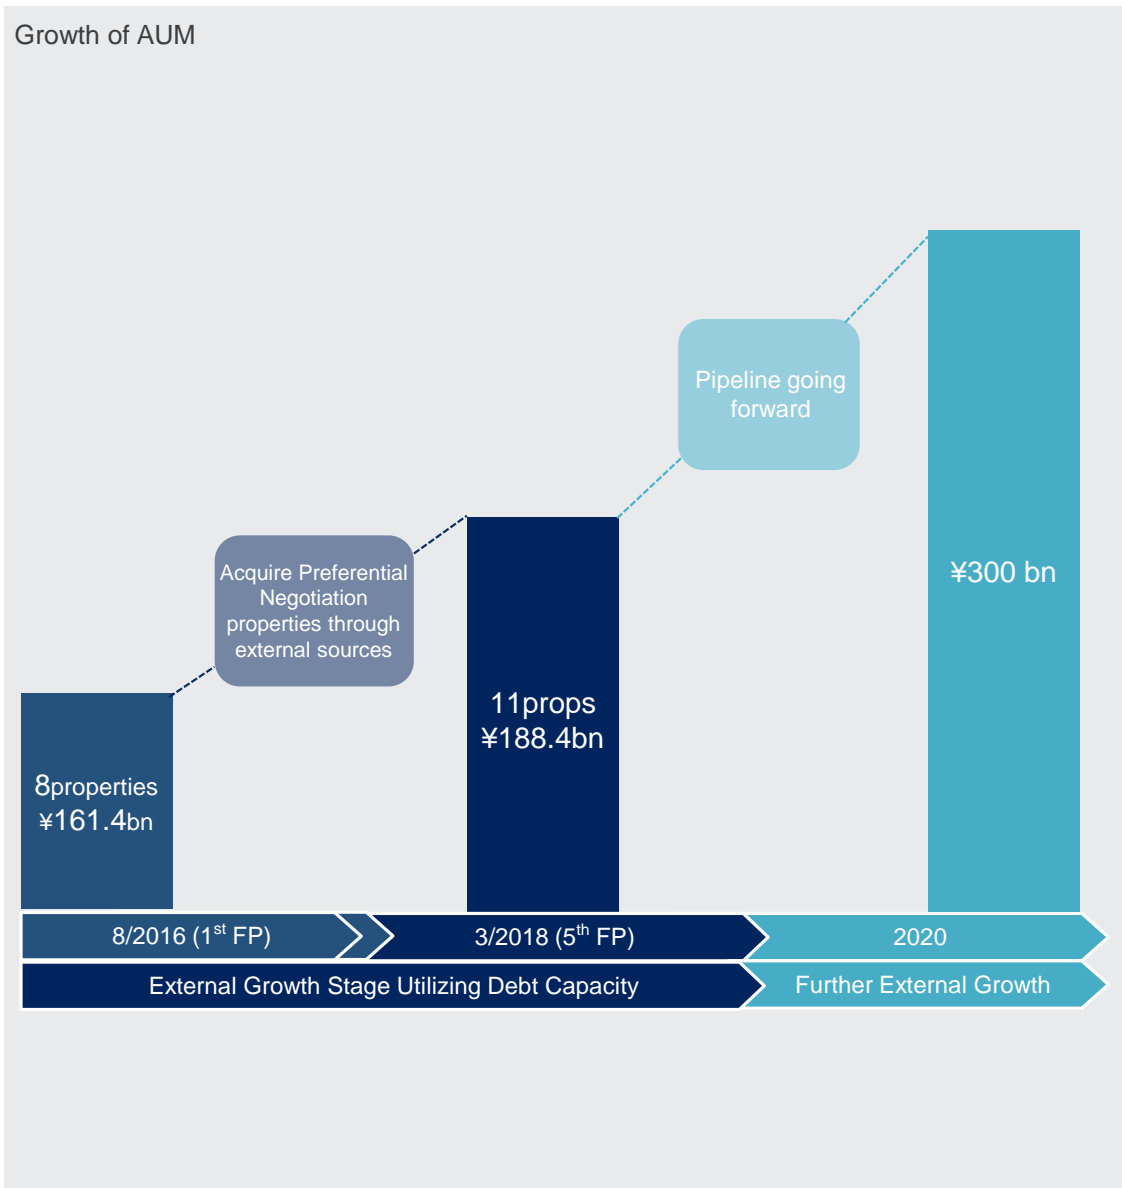 Growth of AUM
Pipeline going
forward
Acquire Preferential
Negotiation
properties through
external sources
¥300 bn
11props
¥188.4bn
8properties
¥161.4bn
8/2016 (1st FP)
3/2018 (5th FP)
2020
External Growth Stage Utilizing Debt Capacity
Further External Growth